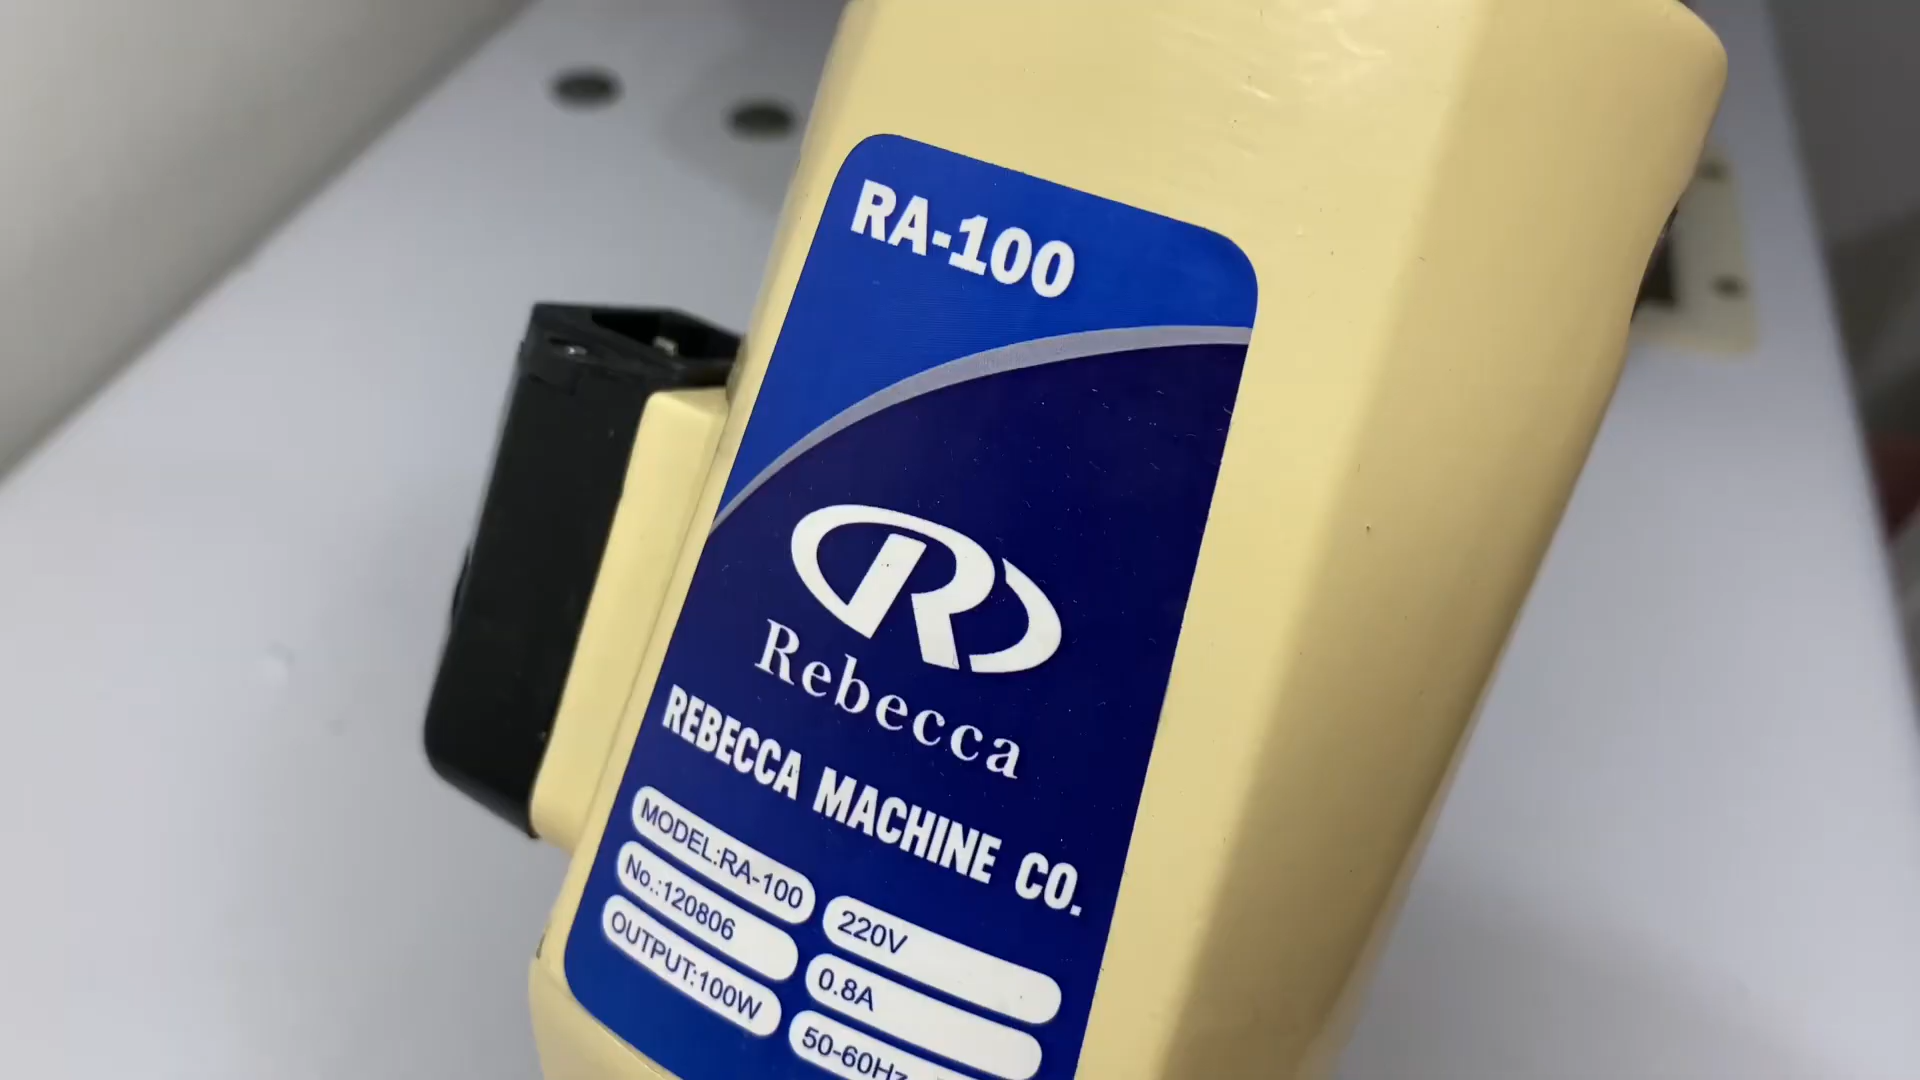 RA-100
R
Rebecca
REBECCA MACHINE CO.
MODEL:RA-100
220V
No.:120806
0.8A
OUTPUT:100W
50-60Hz